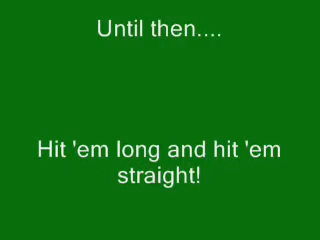 Until then....
Hit 'em long and hit 'em
straight!